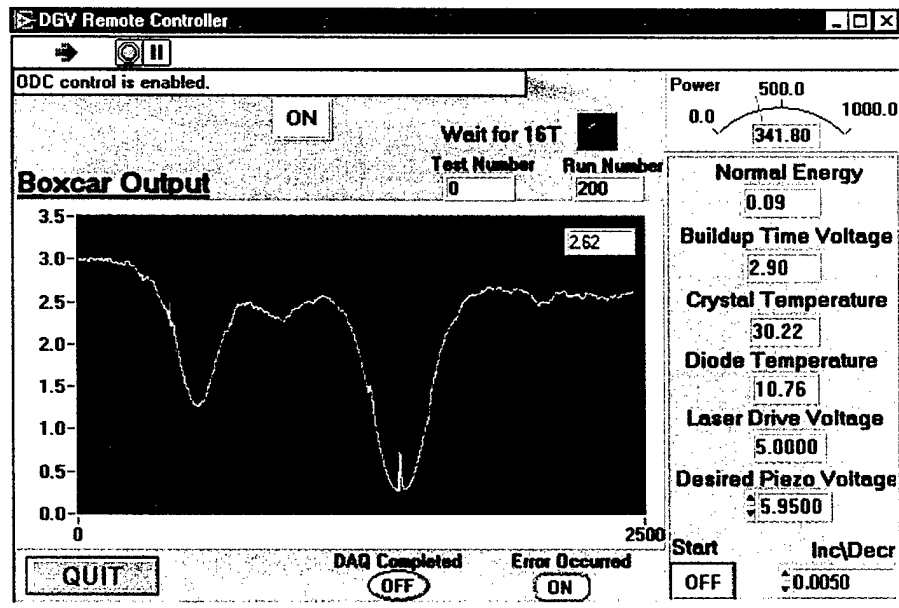 DGV Remote Controller
ODC control is enabled.
ON
Wait for 16T
Test Number
0
Run Number
200
Power
0.0
500.0
1000.0
341.80
Boxcar Output
3.5
3.0
2.5
2.0
1.5
1.0
0.5
0.0
0
2500
2.62
Normal Energy
0.09
Buildup Time Voltage
2.90
Crystal Temperature
30.22
Diode Temperature
10.76
Laser Drive Voltage
5.0000
Desired Piezo Voltage
5.9500
QUIT
DAQ Completed
OFF
Error Occurred
ON
Start
OFF
Inc\Decr
0.0050